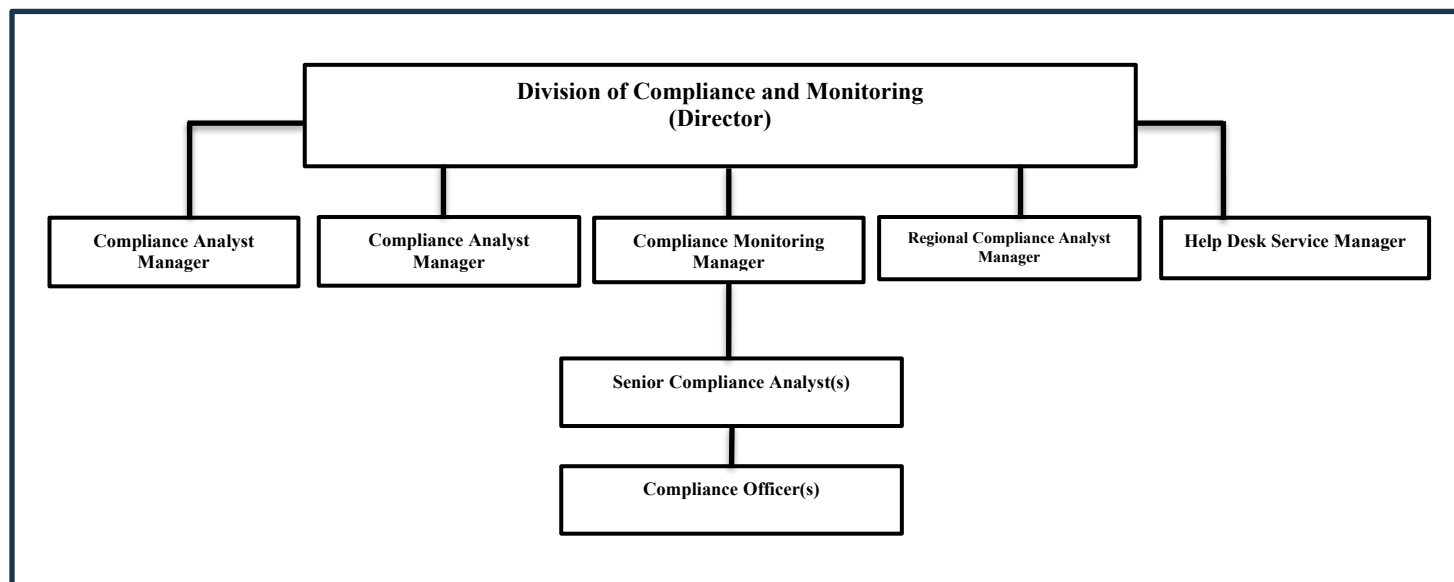 Division of Compliance and Monitoring
(Director)
Compliance Analyst
Manager
Compliance Analyst
Manager
Compliance Monitoring
Manager
Regional Compliance Analyst
Manager
Help Desk Service Manager
Senior Compliance Analyst(s)
Compliance Officer(s)